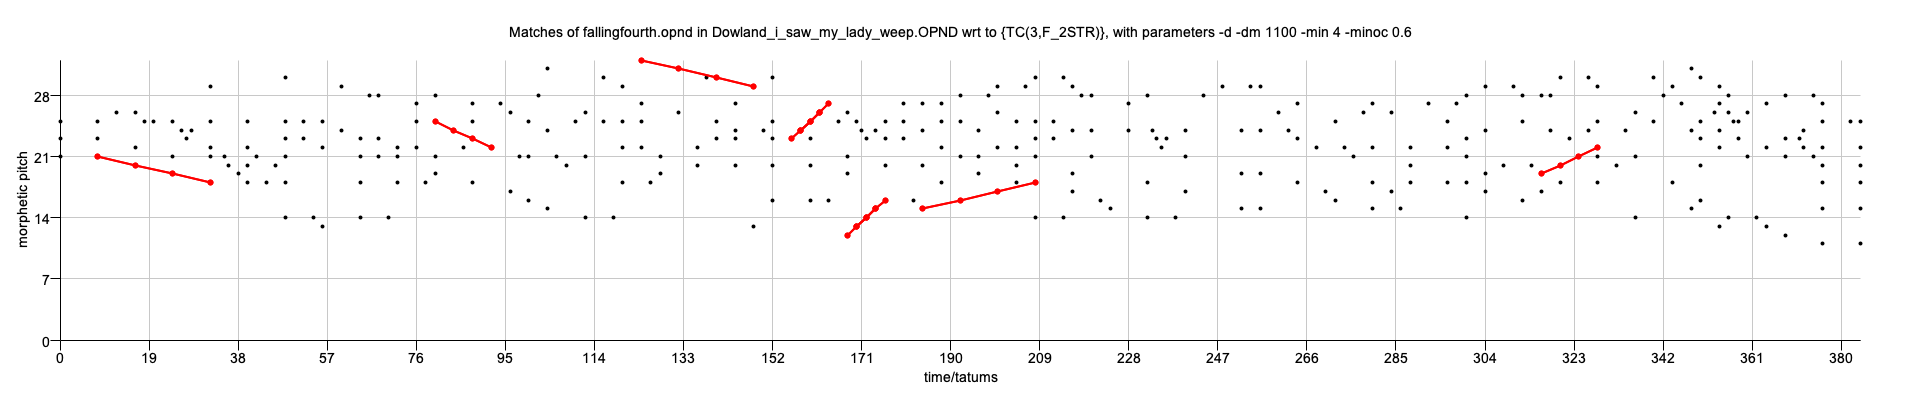 Matches of fallingfourth.opnd in Dowland_i_saw_my_lady_weep.OPND wrt to {TC(3,F_2STR)}, with parameters -d -dm 1100 -min 4 -minoc 0.6
morphetic pitch
28
21
14
7
0
0 19 38 57 76 95 114 133 152 171 190 209 228 247 266 285 304 323 342 361 380
time/tatums